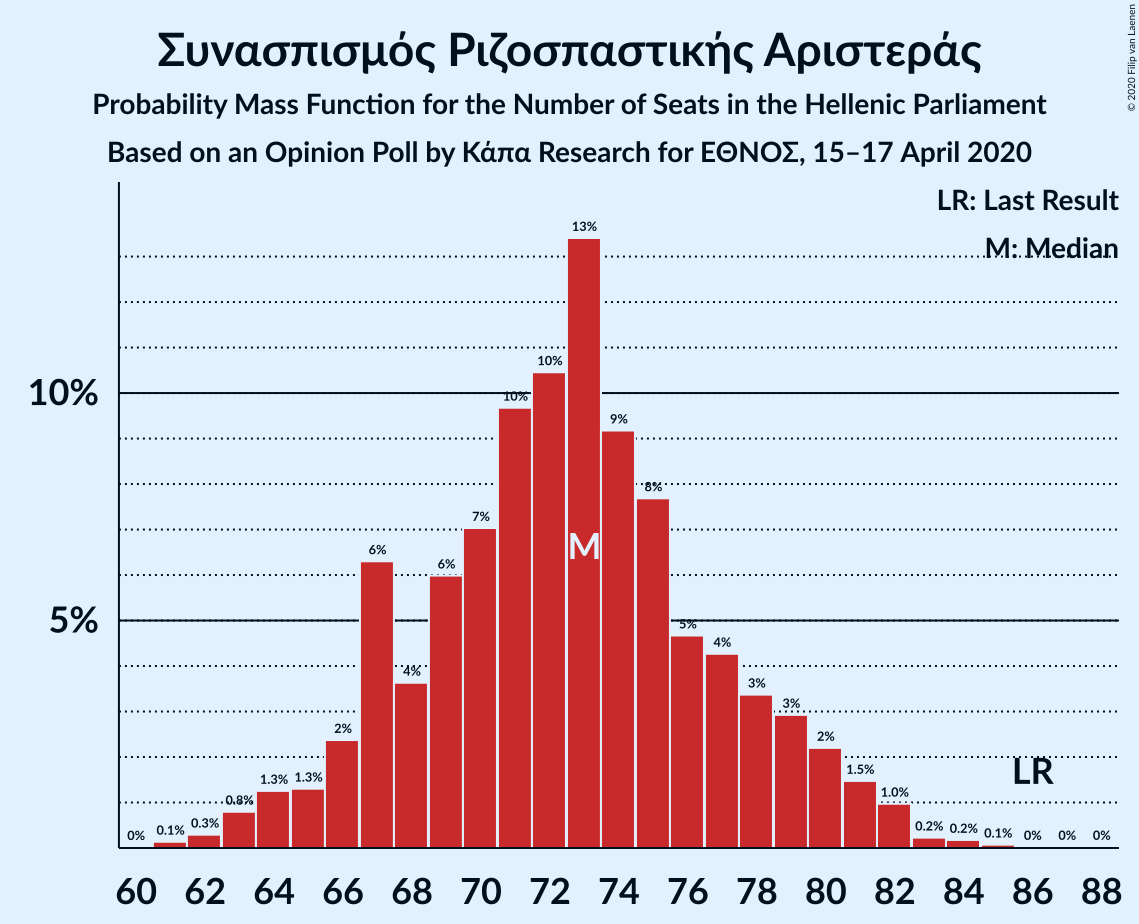 Συνασπισμός Ριζοσπαστικής Αριστεράς
Probability Mass Function for the Number of Seats in the Hellenic Parliament
Based on an Opinion Poll by Κάπα Research for ΕΘΝΟΣ, 15–17 April 2020
© 2020 Filip van Laenen
LR: Last Result
M: Median
10%
5%
0% 0.1% 0.3% 0.8% 1.3% 1.3% 2% 6% 4% 6% 7% 10% 10% 13% 9% 8% 5% 4% 3% 3% 2% 1.5% 1.0% 0.2% 0.2% 0.1% 0% 0% 0%
M
LR
60 62 64 66 68 70 72 74 76 78 80 82 84 86 88